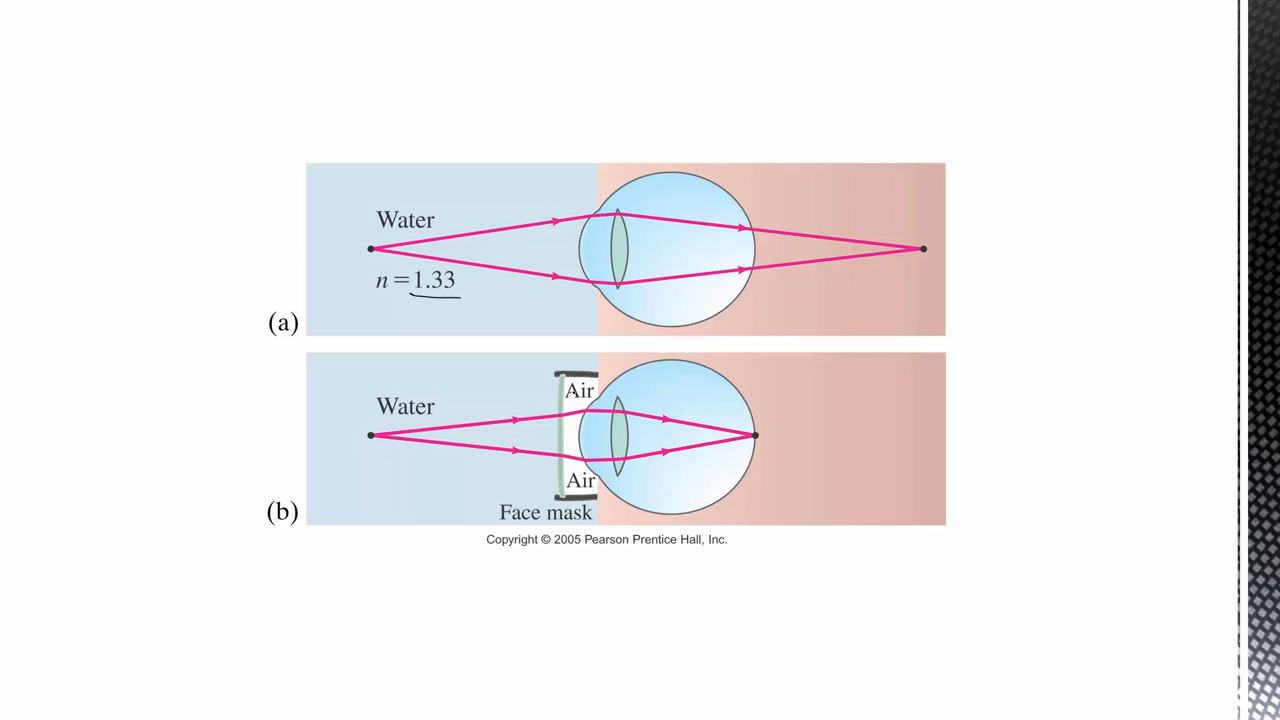 Water
n = 1.33
(a)
Air
Water
Air
(b)
Face mask
Copyright © 2005 Pearson Prentice Hall, Inc.